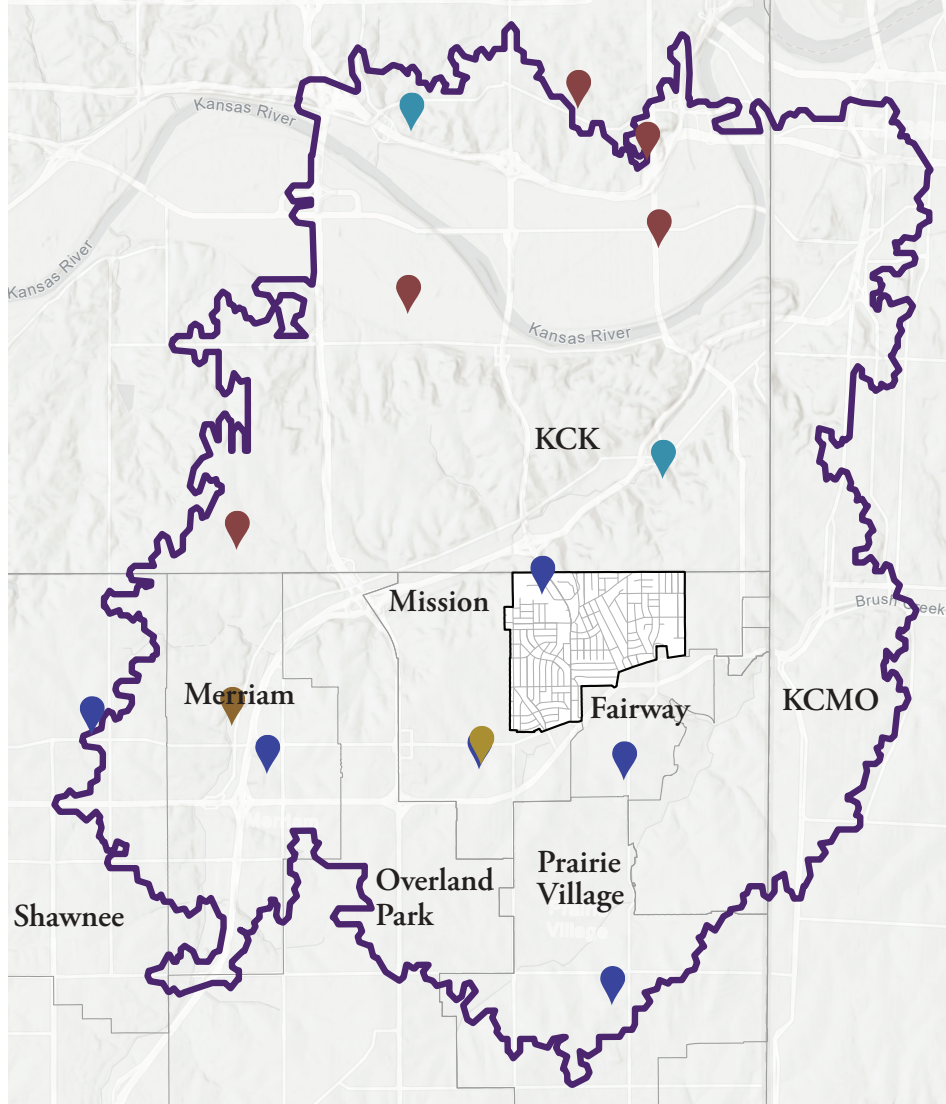 Kansas River
Kansas River
Kansas River
KCK
Mission
Brush Creek
Merriam
Fairway
KCMO
Merriam
Overland
Park
Prairie
Village
Shawnee
Prairie
Village